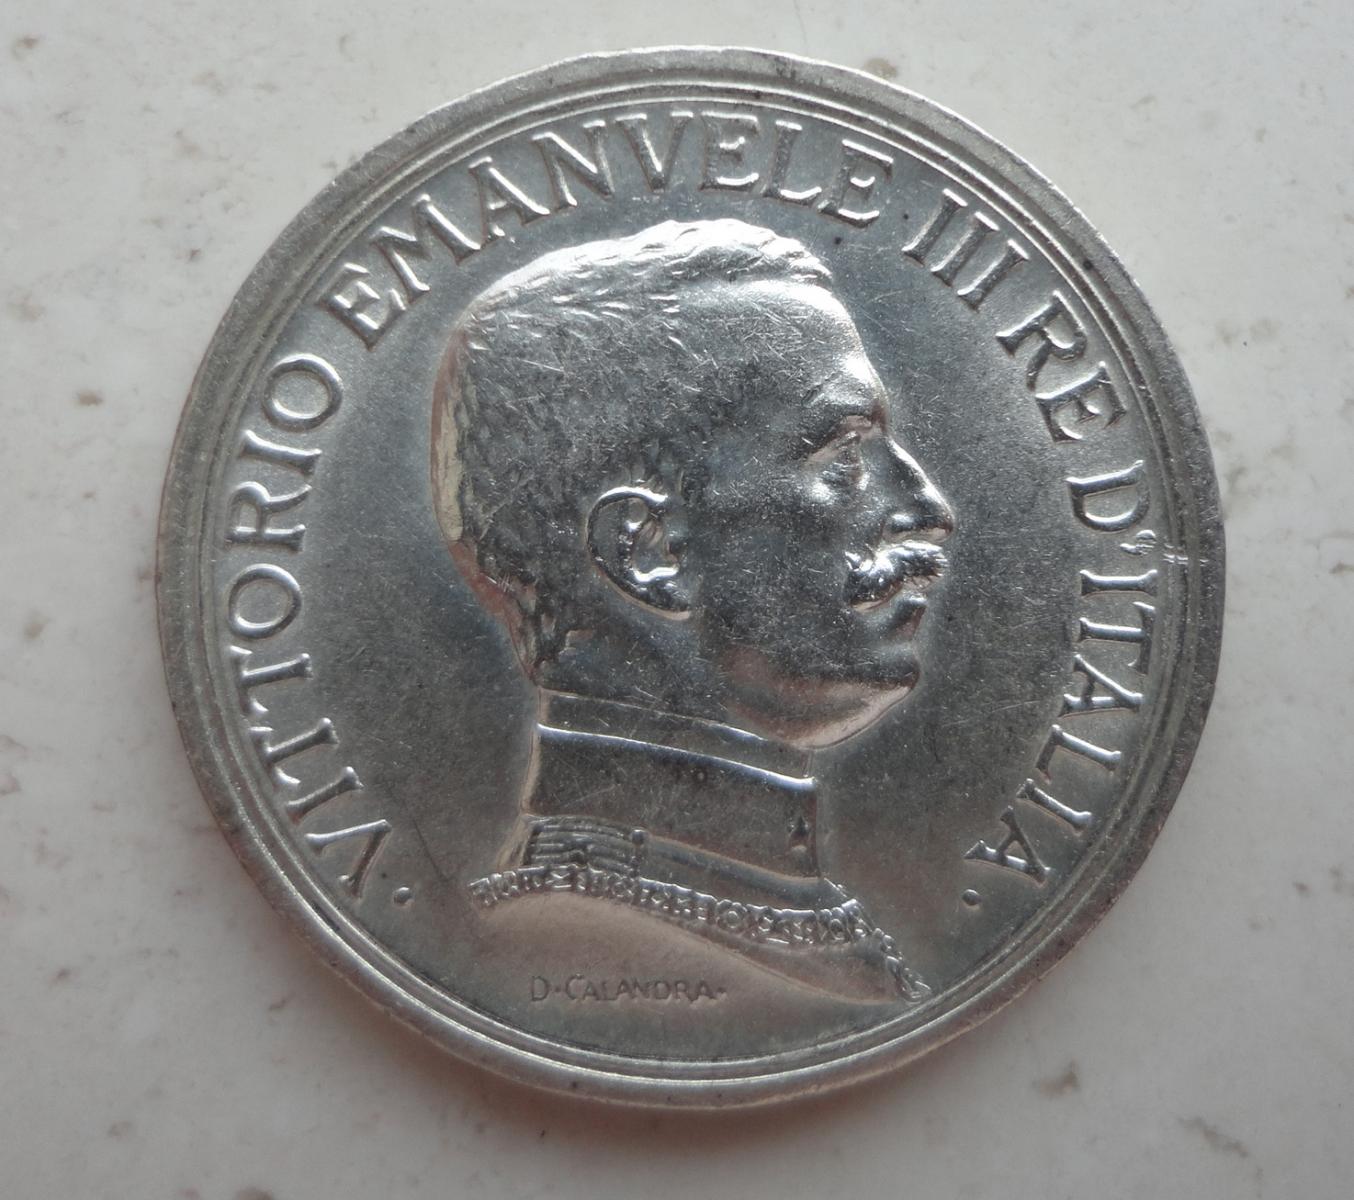 · VITTORIO EMANVELE III RE D'ITALIA ·
D·CALANDRA·